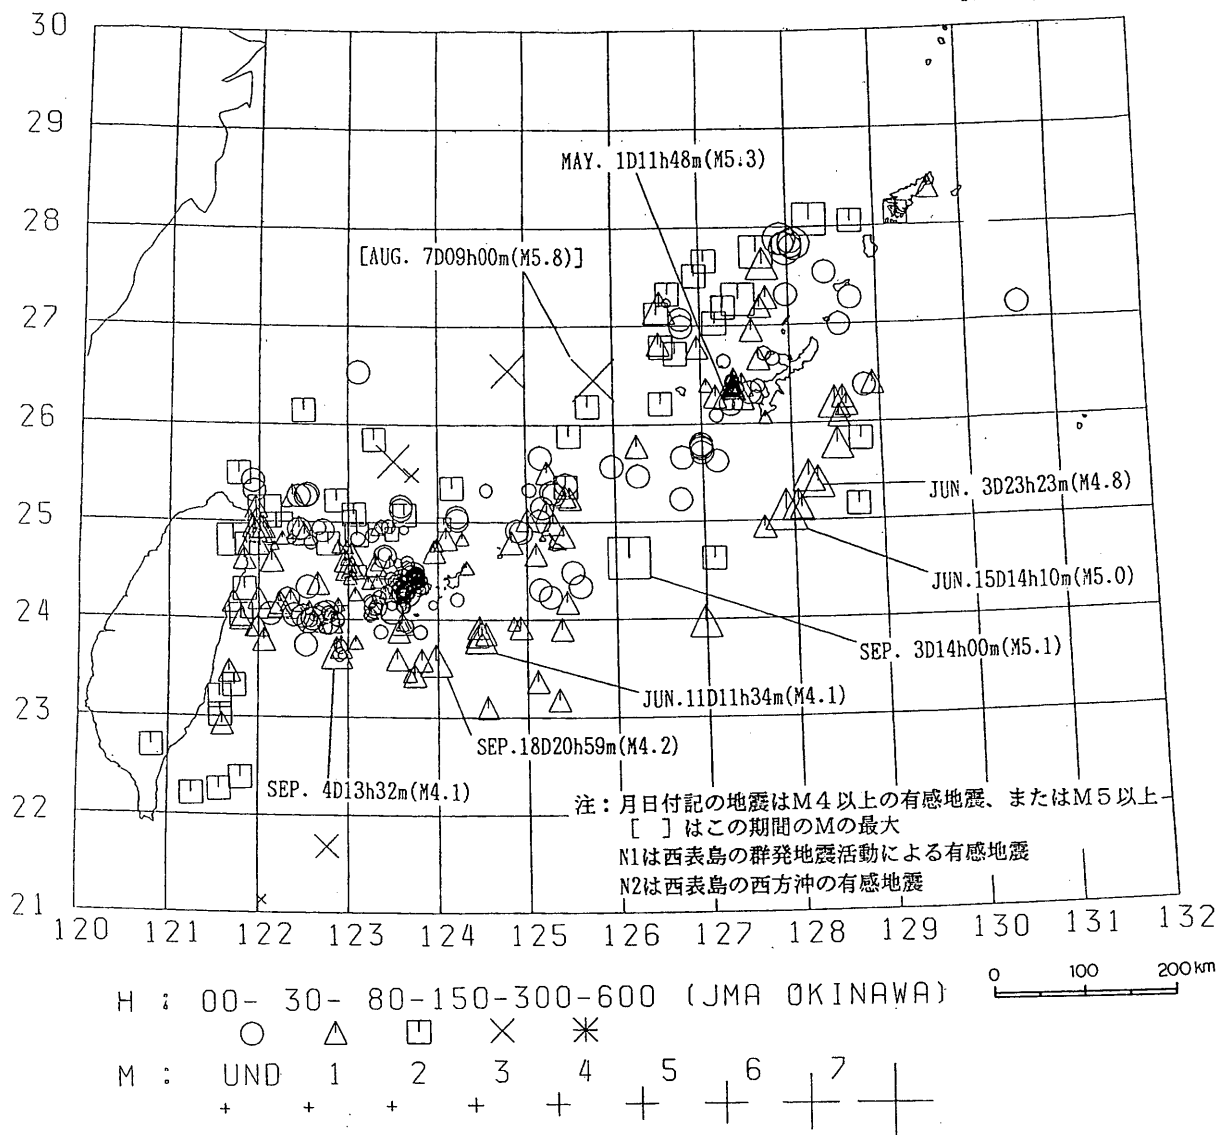 30
29
28
27
26
25
24
23
22
21
MAY. 1D11h48m(M5.3)
[AUG. 7D09h00m(M5.8)]
JUN. 3D23h23m(M4.8)
JUN.15D14h10m(M5.0)
SEP. 3D14h00m(M5.1)
JUN.11D11h34m(M4.1)
SEP.18D20h59m(M4.2)
SEP. 4D13h32m(M4.1)
注：月日付記の地震はM４以上の有感地震、またはM５以上
[ ] はこの期間のMの最大
N1は西表島の群発地震活動による有感地震
N2は西表島の西方沖の有感地震
120 121 122 123 124 125 126 127 128 129 130 131 132
0 100 200km
H : 00- 30- 80-150-300-600 (JMA OKINAWA)
M : UND 1 2 3 4 5 6 7